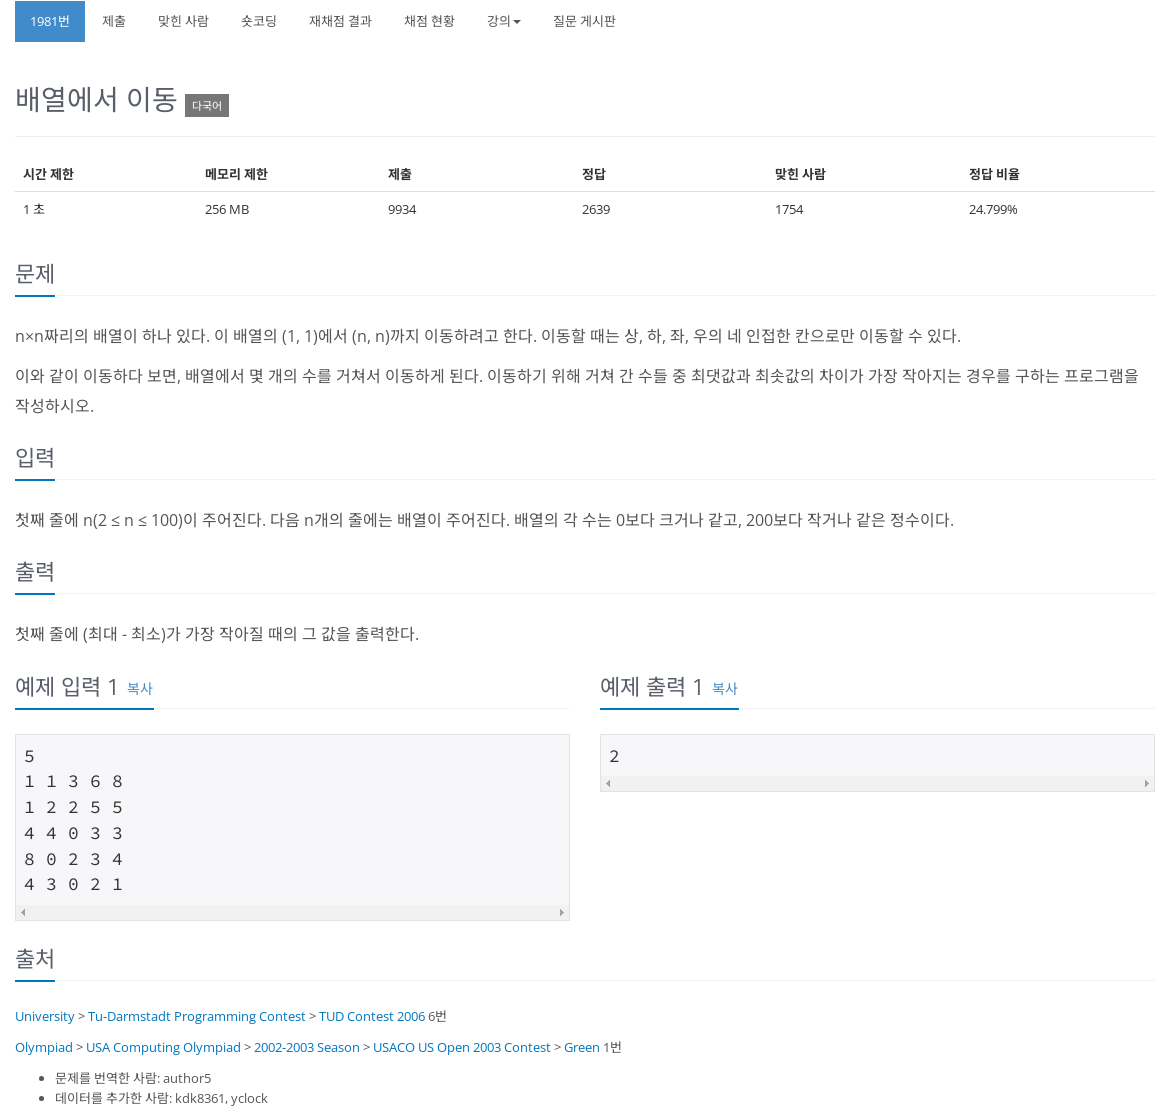 1981번 제출 맞힌 사람 숏코딩 재채점 결과 채점 현황 강의 질문 게시판
배열에서 이동 다국어
시간 제한 메모리 제한 제출 정답 맞힌 사람 정답 비율
1 초 256 MB 9934 2639 1754 24.799%
문제
n×n짜리의 배열이 하나 있다. 이 배열의 (1, 1)에서 (n, n)까지 이동하려고 한다. 이동할 때는 상, 하, 좌, 우의 네 인접한 칸으로만 이동할 수 있다.
이와 같이 이동하다 보면, 배열에서 몇 개의 수를 거쳐서 이동하게 된다. 이동하기 위해 거쳐 간 수들 중 최댓값과 최솟값의 차이가 가장 작아지는 경우를 구하는 프로그램을
작성하시오.
입력
첫째 줄에 n(2 ≤ n ≤ 100)이 주어진다. 다음 n개의 줄에는 배열이 주어진다. 배열의 각 수는 0보다 크거나 같고, 200보다 작거나 같은 정수이다.
출력
첫째 줄에 (최대 - 최소)가 가장 작아질 때의 그 값을 출력한다.
예제 입력 1 복사
5
1 1 3 6 8
1 2 2 5 5
4 4 0 3 3
8 0 2 3 4
4 3 0 2 1
예제 출력 1 복사
2
출처
University > Tu-Darmstadt Programming Contest > TUD Contest 2006 6번
Olympiad > USA Computing Olympiad > 2002-2003 Season > USACO US Open 2003 Contest > Green 1번
문제를 번역한 사람: author5
데이터를 추가한 사람: kdk8361, yclock